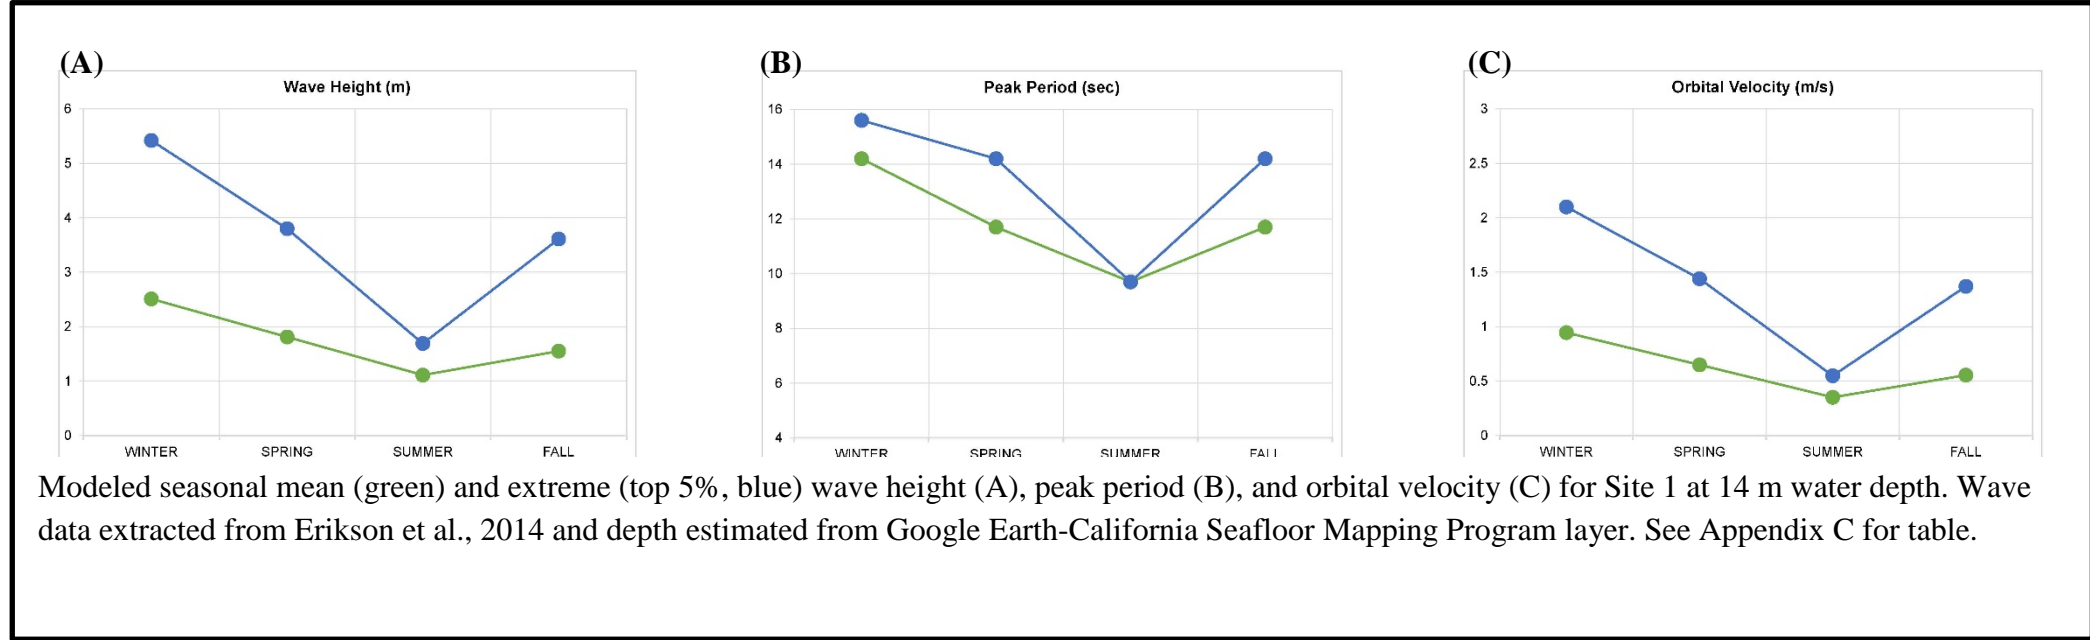 (A)
Wave Height (m)
6
5
4
3
2
1
0
WINTER SPRING SUMMER FALL
(B)
Peak Period (sec)
16
14
12
10
8
6
4
WINTER SPRING SUMMER FALL
(C)
Orbital Velocity (m/s)
3
2.5
2
1.5
1
0.5
0
WINTER SPRING SUMMER FALL
Modeled seasonal mean (green) and extreme (top 5%, blue) wave height (A), peak period (B), and orbital velocity (C) for Site 1 at 14 m water depth. Wave
data extracted from Erikson et al., 2014 and depth estimated from Google Earth-California Seafloor Mapping Program layer. See Appendix C for table.